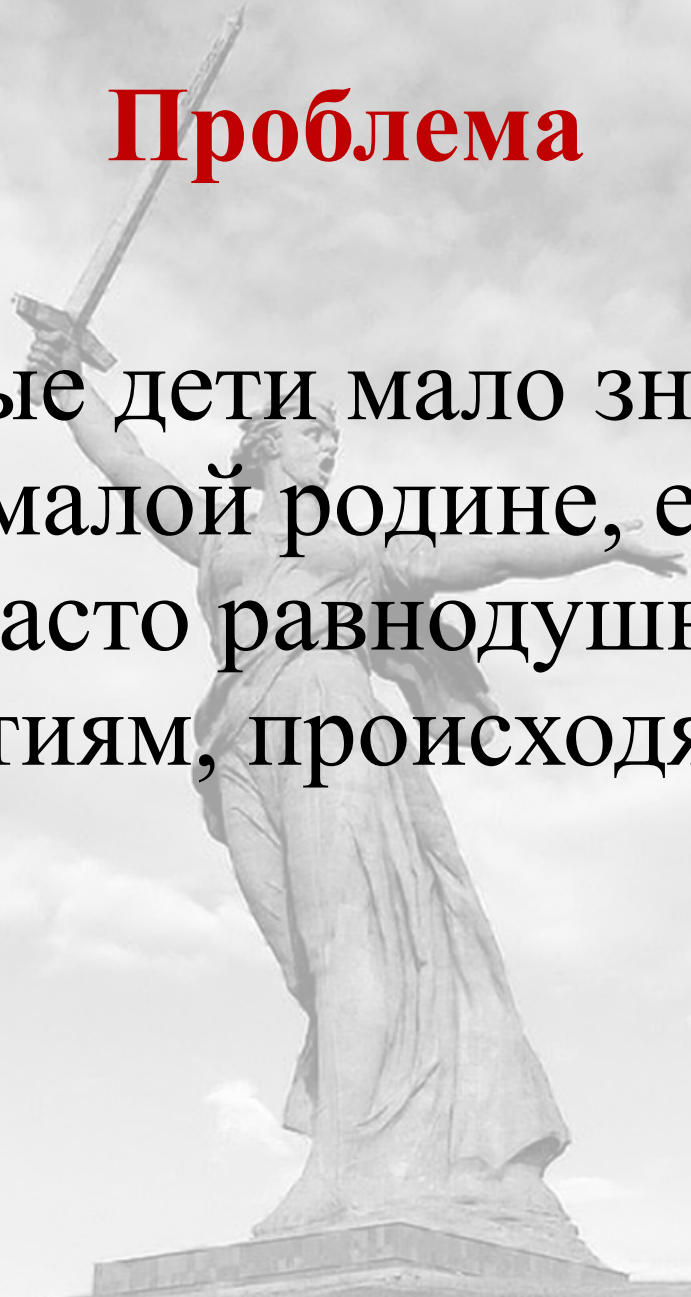 Проблема
ые дети мало зн
малой родине, е
асто равнодушн
тиям, происходя